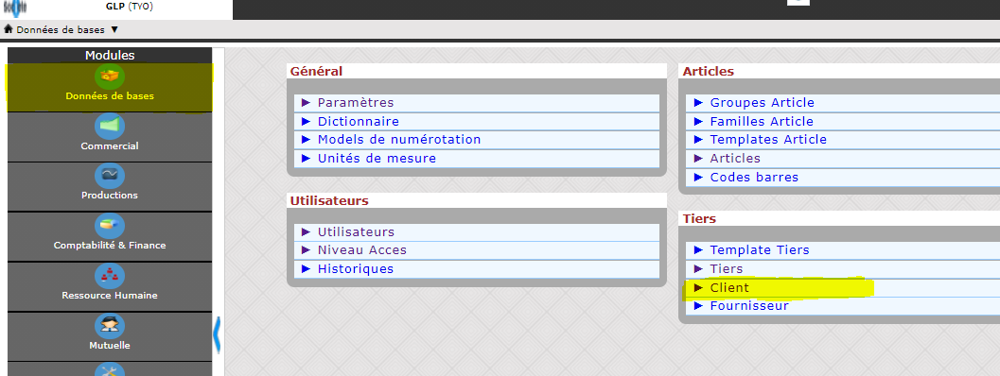 GLP (TYO)
Données de bases ▼
Modules
Données de bases
Commercial
Productions
Comptabilité & Finance
Ressource Humaine
Mutuelle
Général
► Paramètres
► Dictionnaire
► Models de numérotation
► Unités de mesure
Utilisateurs
► Utilisateurs
► Niveau Acces
► Historiques
Articles
► Groupes Article
► Familles Article
► Templates Article
► Articles
► Codes barres
Tiers
► Template Tiers
► Tiers
► Client
► Fournisseur